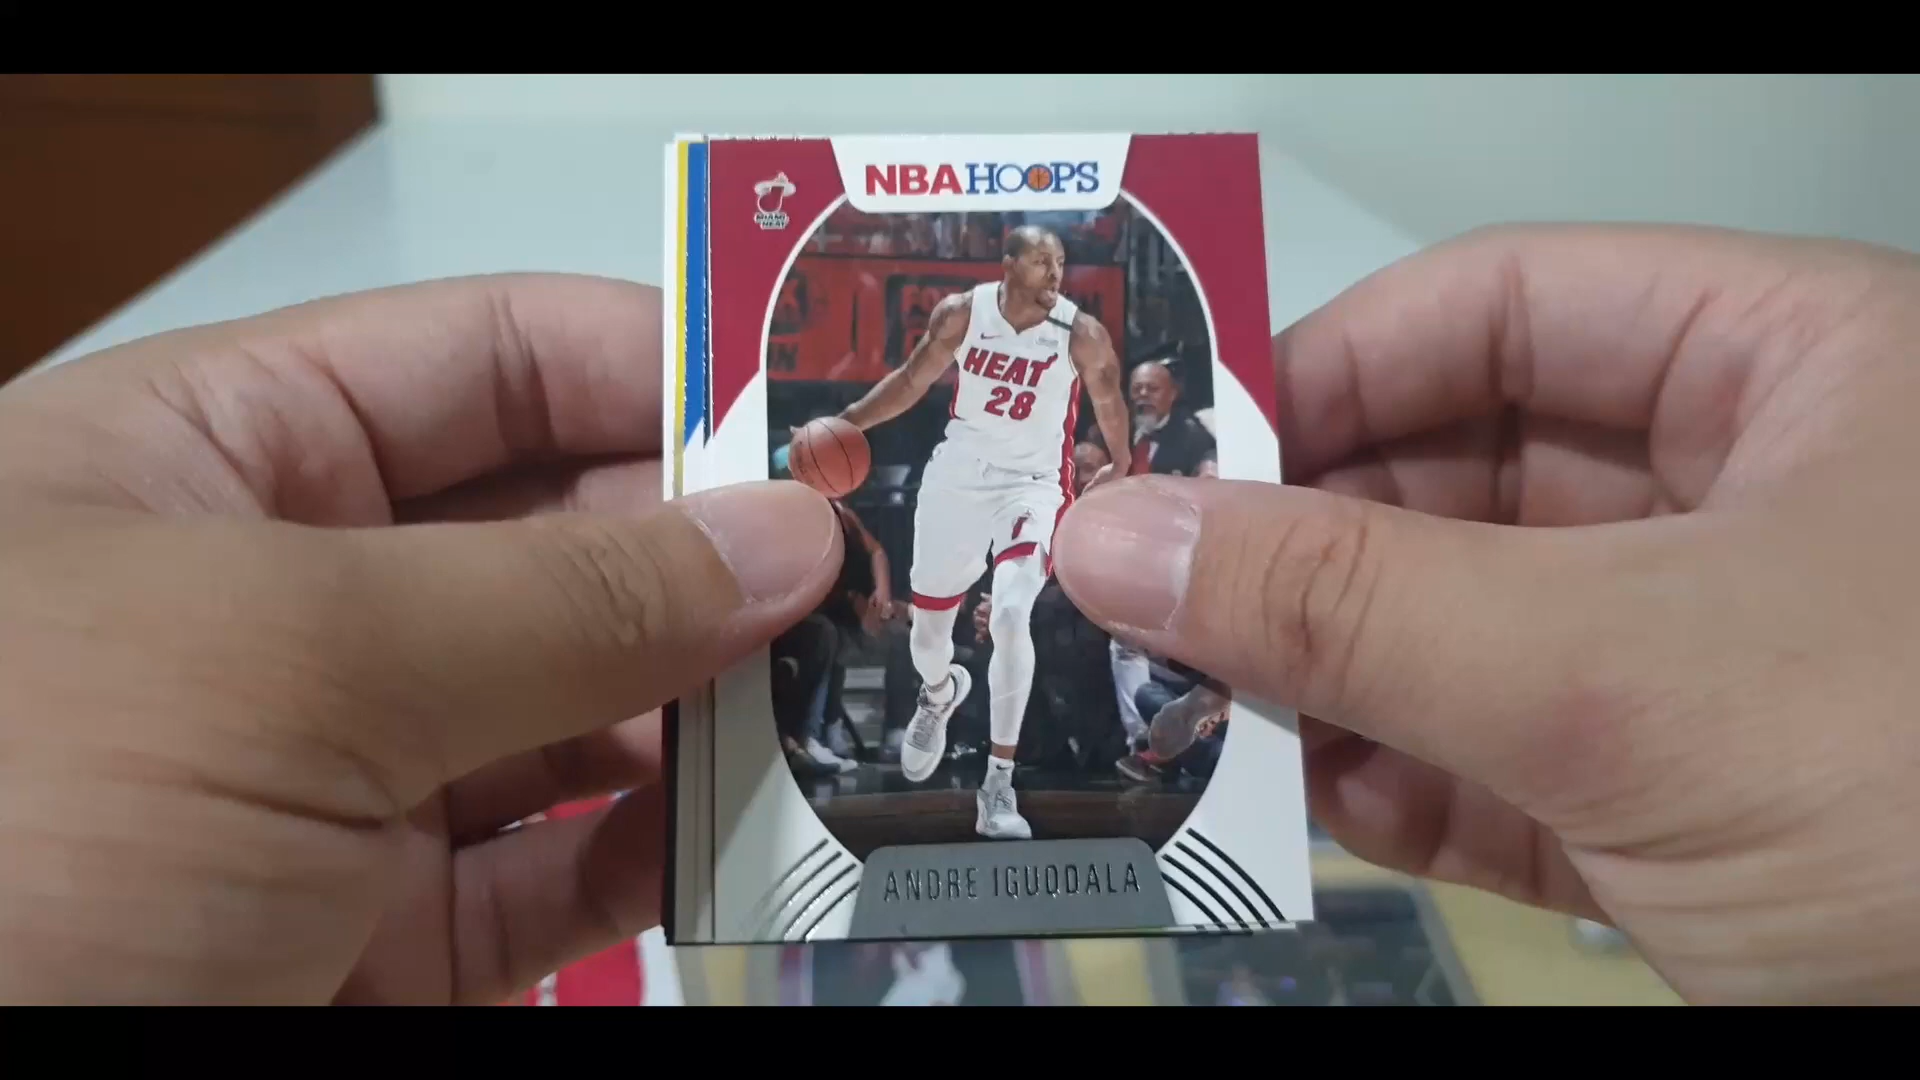 NBA HOOPS
MIAMI
HEAT
HEAT
28
ANDRE IGUODALA